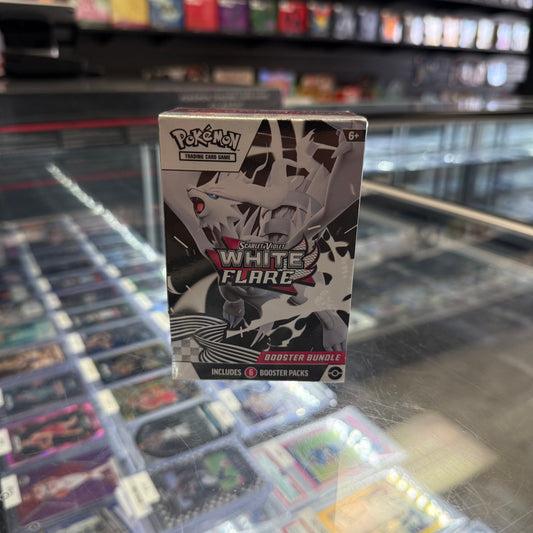 POKéMON
TRADING CARD GAME
6+
SCARLET & VIOLET
WHITE
FLARE
BOOSTER BUNDLE
INCLUDES 6 BOOSTER PACKS